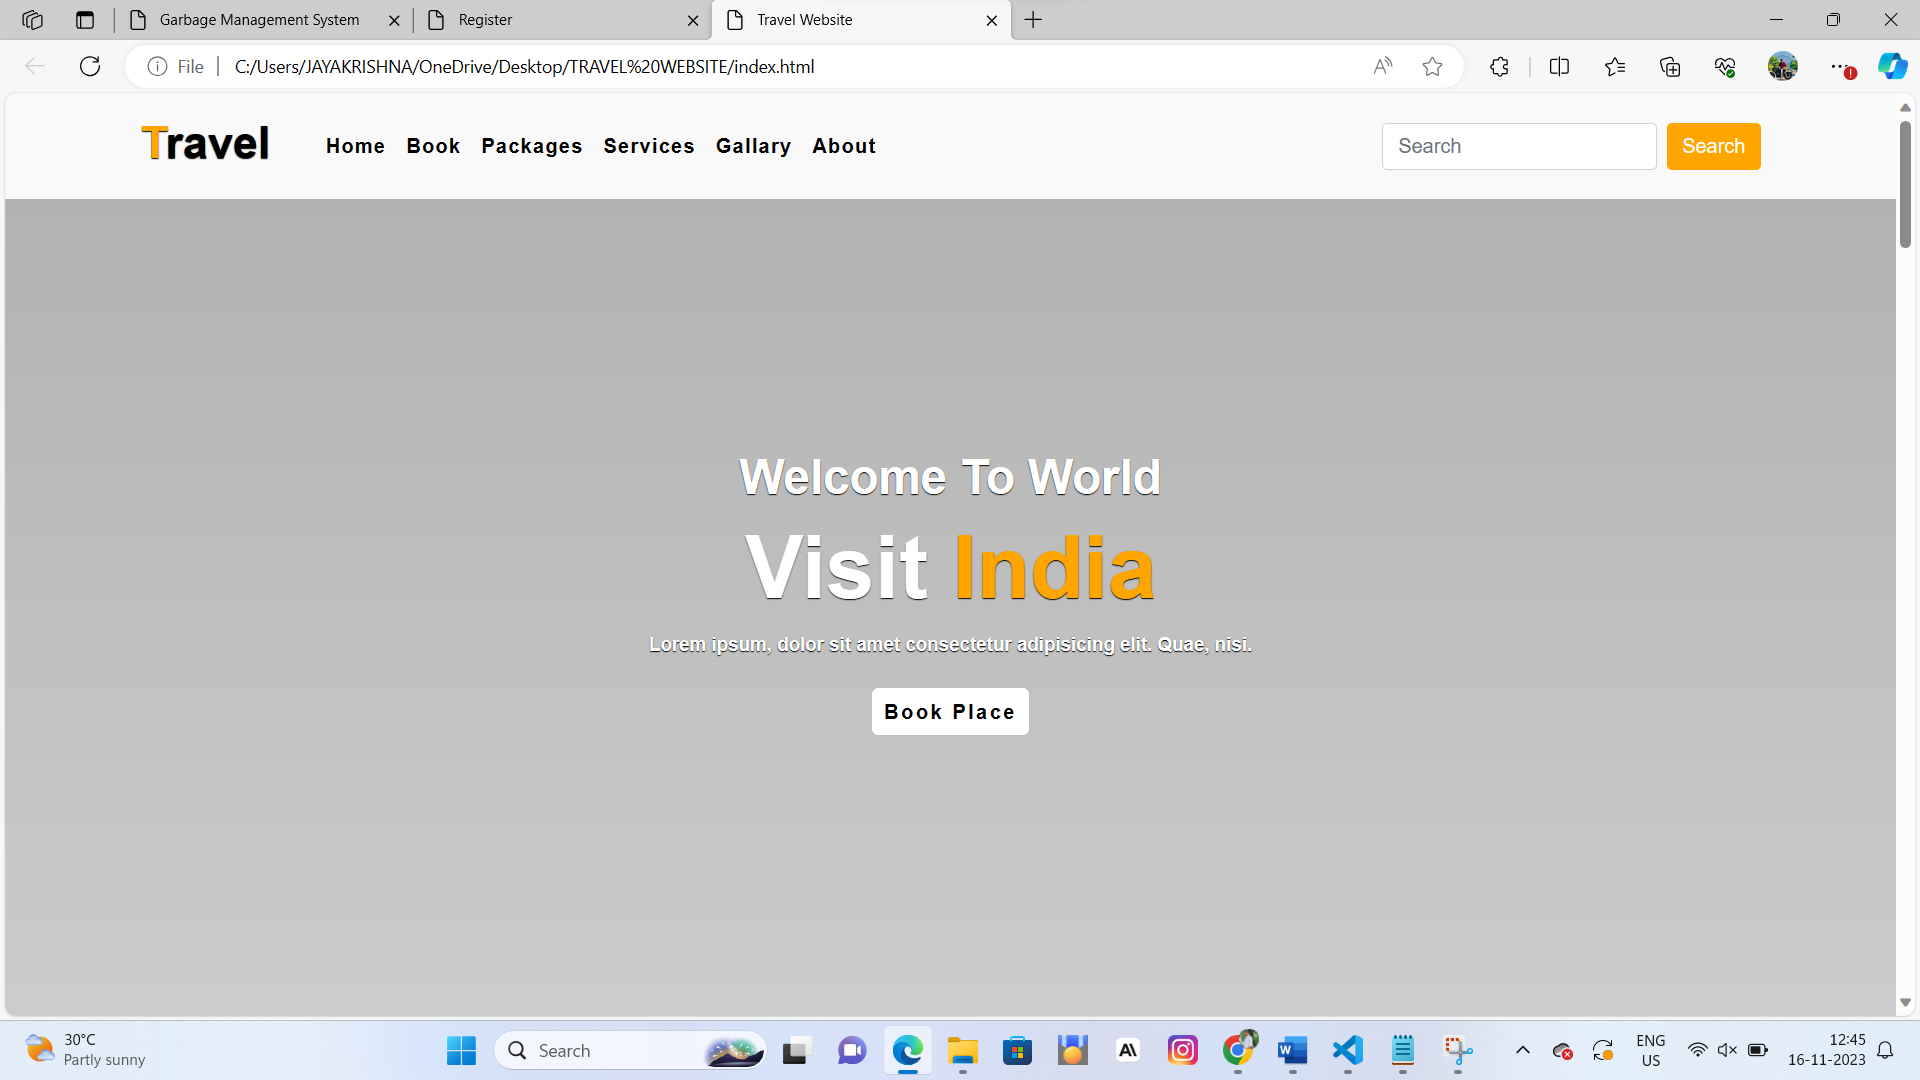 Garbage Management System
Register
Travel Website
File
C:/Users/JAYAKRISHNA/OneDrive/Desktop/TRAVEL%20WEBSITE/index.html
Travel
Home Book Packages Services Gallary About
Search
Search
Welcome To World
Visit India
Lorem ipsum, dolor sit amet consectetur adipisicing elit. Quae, nisi.
Book Place
30°C
Partly sunny
Search
ENG
US
12:45
16-11-2023